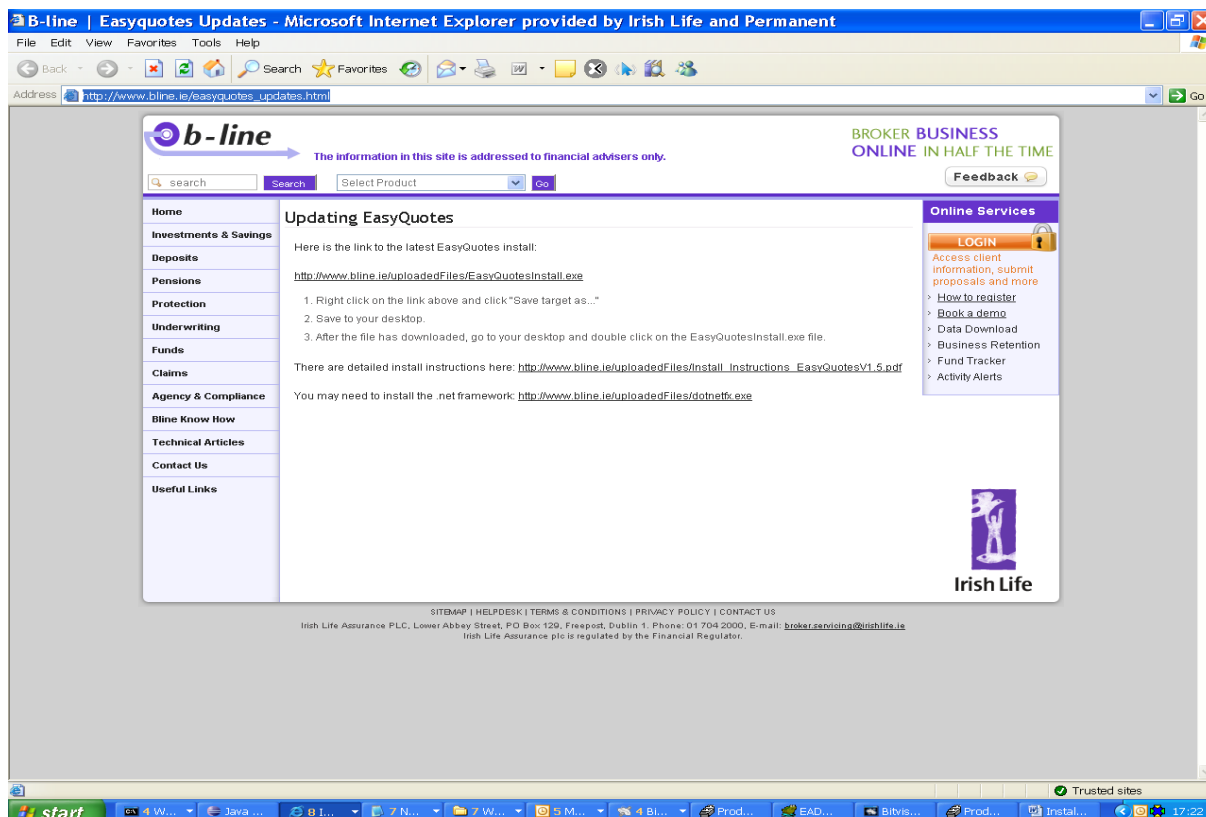 B-line | Easyquotes Updates - Microsoft Internet Explorer provided by Irish Life and Permanent
File Edit View Favorites Tools Help
Back Search Favorites
Address http://www.bline.ie/easyquotes_updates.html Go
b-line
The information in this site is addressed to financial advisers only.
BROKER BUSINESS
ONLINE IN HALF THE TIME
search Search Select Product Go Feedback
Home
Investments & Savings
Deposits
Pensions
Protection
Underwriting
Funds
Claims
Agency & Compliance
Bline Know How
Technical Articles
Contact Us
Useful Links
Updating EasyQuotes
Here is the link to the latest EasyQuotes install:
http://www.bline.ie/uploadedFiles/EasyQuotesInstall.exe
1. Right click on the link above and click "Save target as..."
2. Save to your desktop.
3. After the file has downloaded, go to your desktop and double click on the EasyQuotesInstall.exe file.
There are detailed install instructions here: http://www.bline.ie/uploadedFiles/Install_Instructions_EasyQuotesV1.5.pdf
You may need to install the .net framework: http://www.bline.ie/uploadedFiles/dotnetfx.exe
Online Services
LOGIN
Access client
information, submit
proposals and more
How to register
Book a demo
Data Download
Business Retention
Fund Tracker
Activity Alerts
Irish Life
SITEMAP | HELPDESK | TERMS & CONDITIONS | PRIVACY POLICY | CONTACT US
Irish Life Assurance PLC, Lower Abbey Street, PO Box 129, Freepost, Dublin 1. Phone: 01 704 2000, E-mail: broker.servicing@irishlife.ie
Irish Life Assurance plc is regulated by the Financial Regulator.
Trusted sites
start 4 W... Java ... 8 I... 7 N... 7 W... 5 M... 4 Bi... Prod... EAD... Bitvis... Prod... Instal... 17:22